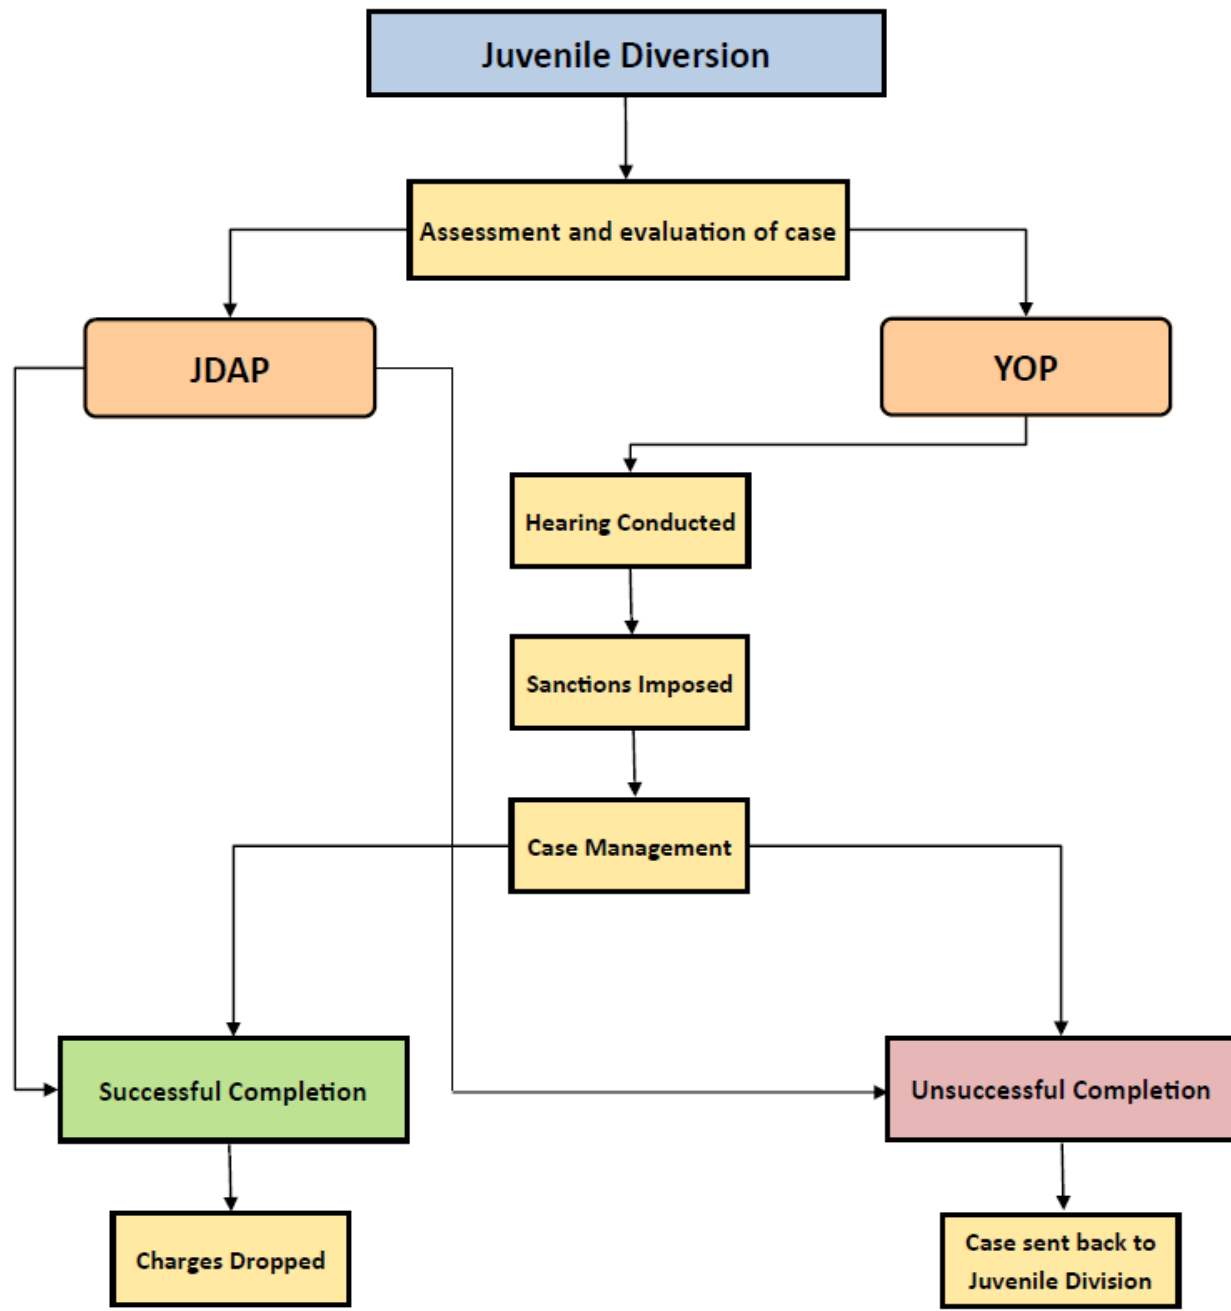 Juvenile Diversion
Assessment and evaluation of case
JDAP
YOP
Hearing Conducted
Sanctions Imposed
Case Management
Successful Completion
Unsuccessful Completion
Charges Dropped
Case sent back to
Juvenile Division